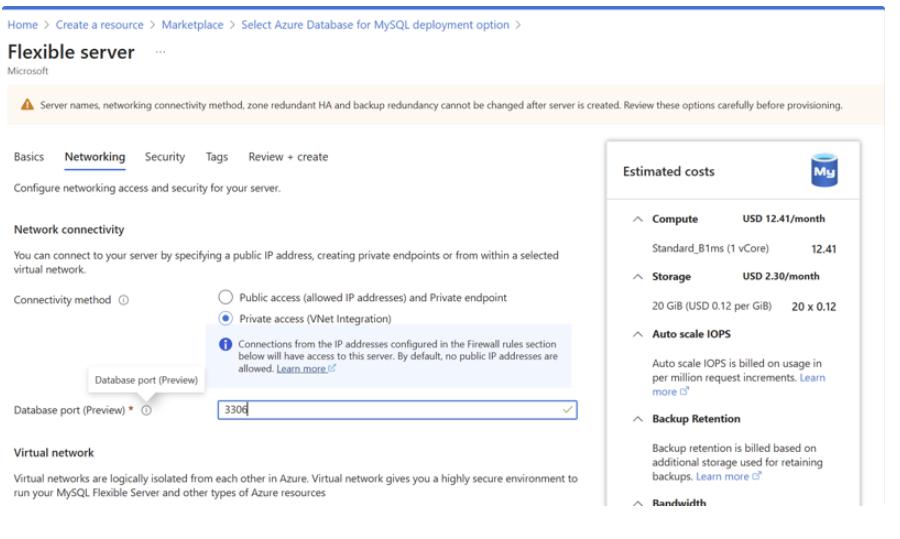 Home > Create a resource > Marketplace > Select Azure Database for MySQL deployment option >
Flexible server ...
Microsoft
Server names, networking connectivity method, zone redundant HA and backup redundancy cannot be changed after server is created. Review these options carefully before provisioning.
Basics Networking Security Tags Review + create
Configure networking access and security for your server.
Network connectivity
You can connect to your server by specifying a public IP address, creating private endpoints or from within a selected
virtual network.
Connectivity method
Public access (allowed IP addresses) and Private endpoint
Private access (VNet Integration)
Connections from the IP addresses configured in the Firewall rules section
below will have access to this server. By default, no public IP addresses are
allowed. Learn more
Database port (Preview)
Database port (Preview) *
3306
Virtual network
Virtual networks are logically isolated from each other in Azure. Virtual network gives you a highly secure environment to
run your MySQL Flexible Server and other types of Azure resources
Estimated costs
My
Compute USD 12.41/month
Standard_B1ms (1 vCore) 12.41
Storage USD 2.30/month
20 GiB (USD 0.12 per GiB) 20 x 0.12
Auto scale IOPS
Auto scale IOPS is billed on usage in
per million request increments. Learn
more
Backup Retention
Backup retention is billed based on
additional storage used for retaining
backups. Learn more
Bandwidth